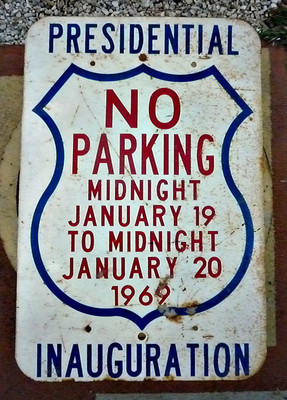 PRESIDENTIAL
NO
PARKING
MIDNIGHT
JANUARY 19
TO MIDNIGHT
JANUARY 20
1969
INAUGURATION